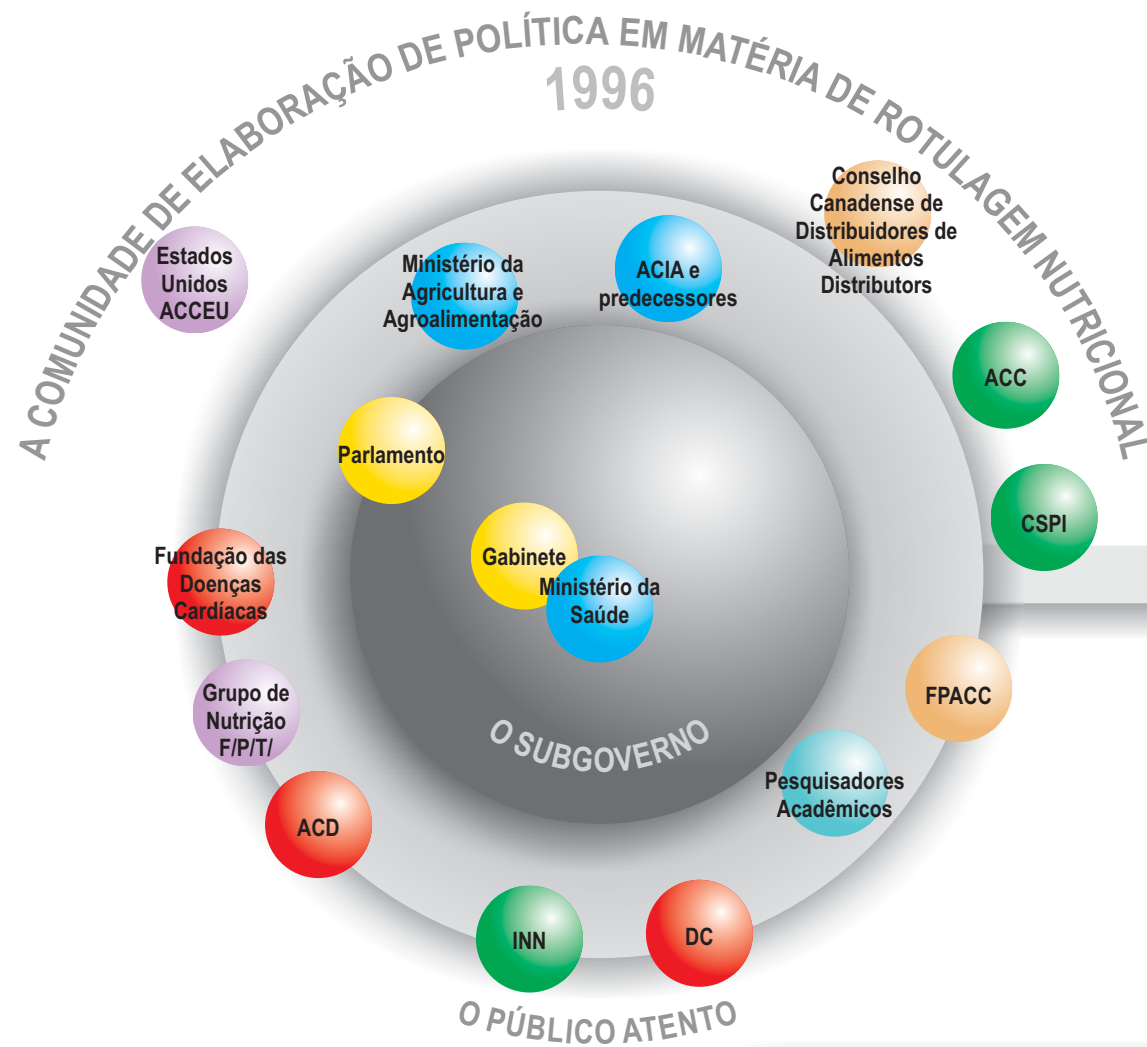 A COMUNIDADE DE ELABORAÇÃO DE POLÍTICA EM MATÉRIA DE ROTULAGEM NUTRICIONAL
1996
Conselho
Canadense de
Distribuidores de
Alimentos
Distributors
Estados
Unidos
ACCEU
Ministério da
Agricultura e
Agroalimentação
ACIA e
predecessores
ACC
Parlamento
CSPI
Gabinete
Ministério da
Saúde
Fundação das
Doenças
Cardíacas
Grupo de
Nutrição
F/P/T/
FPACC
O SUBGOVERNO
Pesquisadores
Acadêmicos
ACD
INN
DC
O PÚBLICO ATENTO